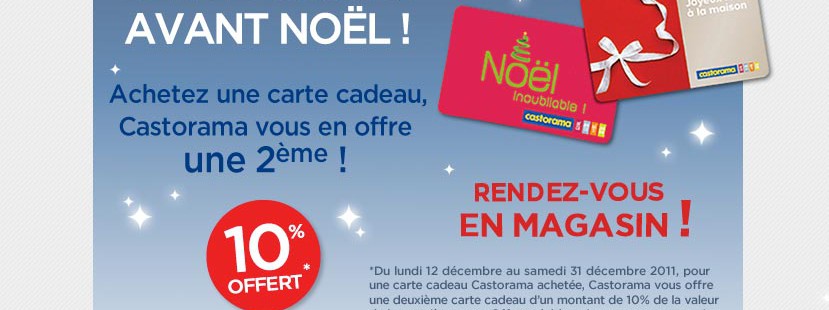 AVANT NOËL !
Joyeux
à la maison
castorama
Noël
inoubliable !
castorama
Achetez une carte cadeau,
Castorama vous en offre
une 2ème !
RENDEZ-VOUS
EN MAGASIN !
10%
OFFERT*
*Du lundi 12 décembre au samedi 31 décembre 2011, pour
une carte cadeau Castorama achetée, Castorama vous offre
une deuxième carte cadeau d'un montant de 10% de la valeur